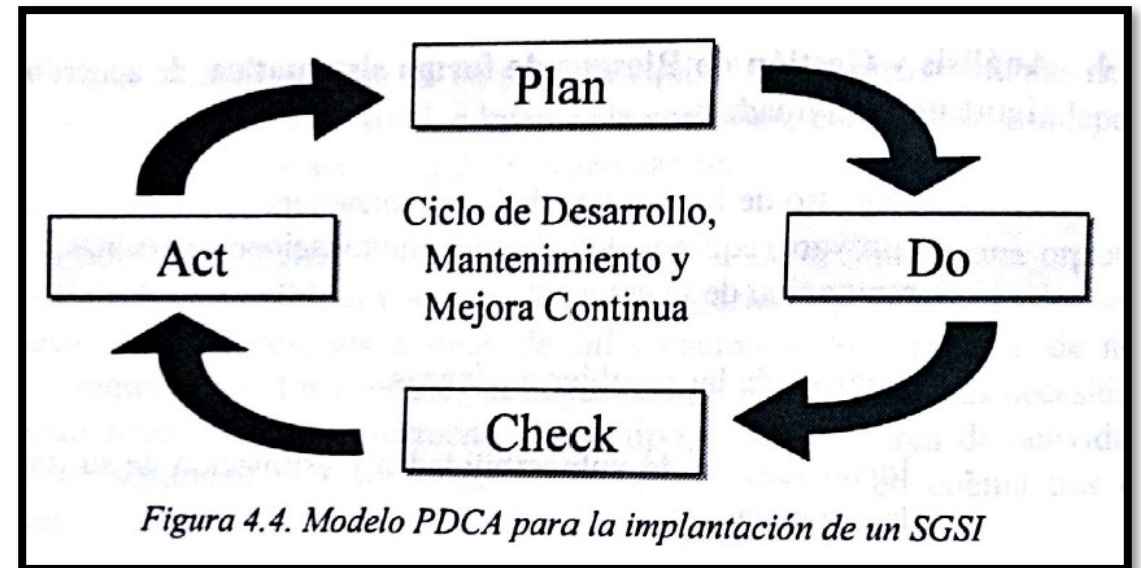 Plan
Act
Ciclo de Desarrollo,
Mantenimiento y
Mejora Continua
Do
Check
Figura 4.4. Modelo PDCA para la implantación de un SGSI